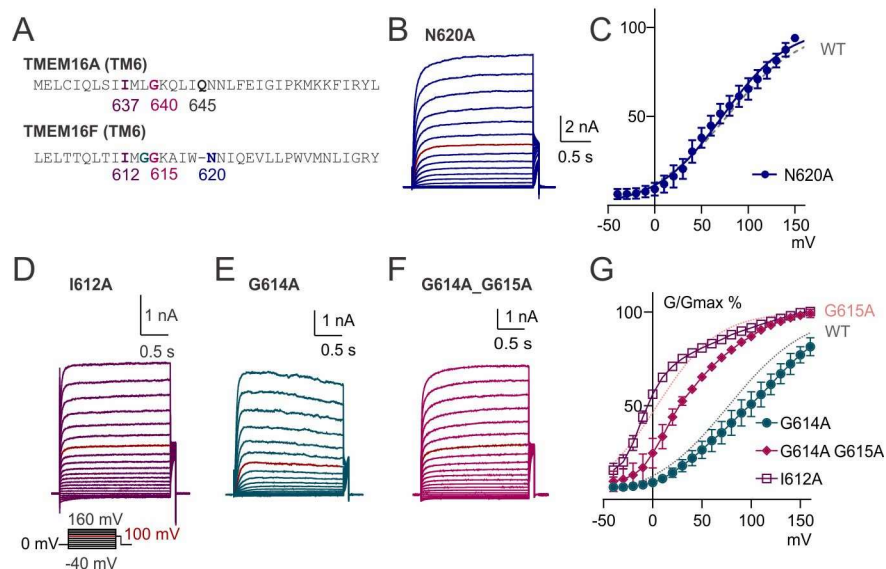 A
TMEM16A (TM6)
MELCIQLSIIMLGKQLIQNNLFEIGIPKMKKFIRYL
637 640 645
TMEM16F (TM6)
LELTTQLTIIMGGKAIW-NNIQEVLLPWVMNLIGRY
612 615 620
B
N620A
2 nA
0.5 s
C
100
50
WT
N620A
-50 0 50 100 150
mV
D
I612A
1 nA
0.5 s
160 mV
0 mV
100 mV
-40 mV
E
G614A
1 nA
0.5 s
F
G614A_G615A
1 nA
0.5 s
G
G/Gmax %
100
50
G615A
WT
G614A
G614A G615A
I612A
-50 0 50 100 150
mV